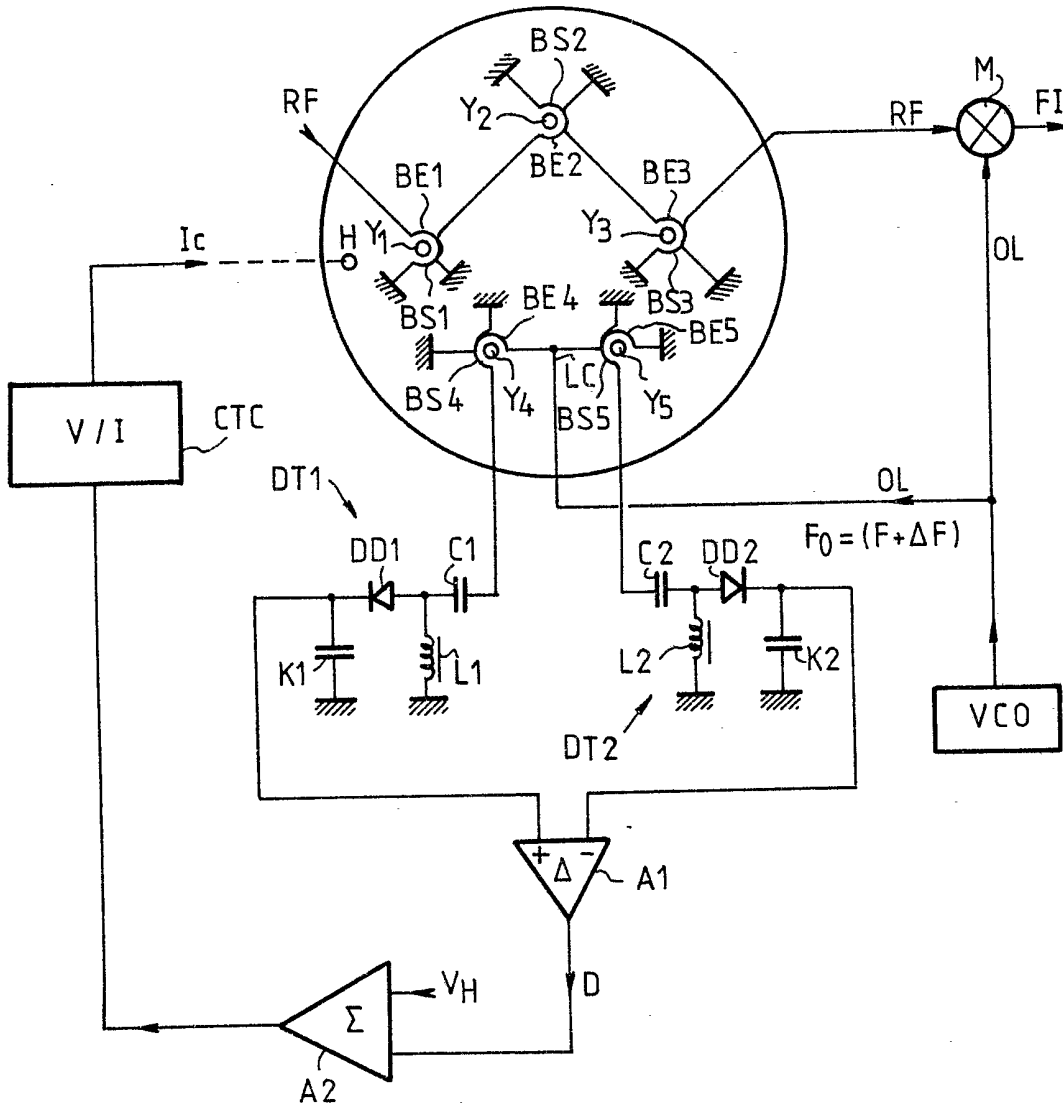 BS2
RF
Y2
BE2
M
RF
FI
BE1
BE3
Ic
H
Y1
Y3
OL
BS1
BS3
BE4
BE5
LC
BS4
Y4
BS5
Y5
V/I
CTC
DT1
OL
F0=(F+ΔF)
DD1
C1
C2
DD2
K1
L1
L2
K2
VCO
DT2
+
Δ
-
A1
D
VH
Σ
A2